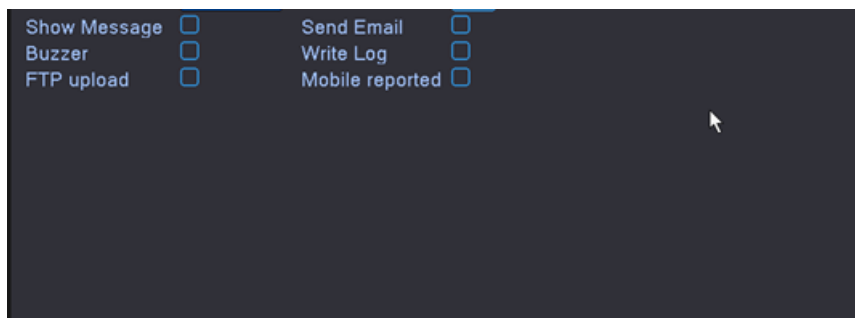 Show Message Send Email
Buzzer Write Log
FTP upload Mobile reported